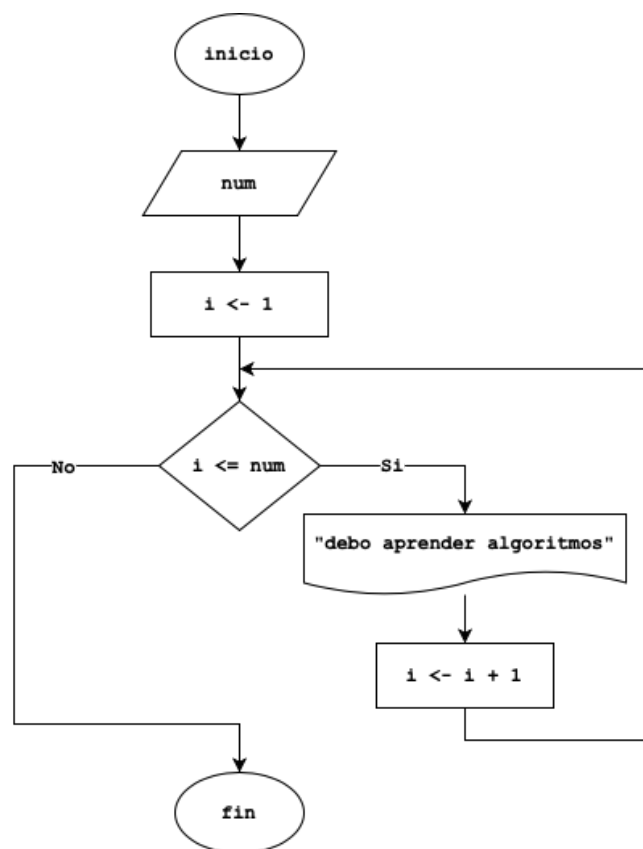 inicio
num
i <- 1
i <= num
No
Si
"debo aprender algoritmos"
i <- i + 1
fin